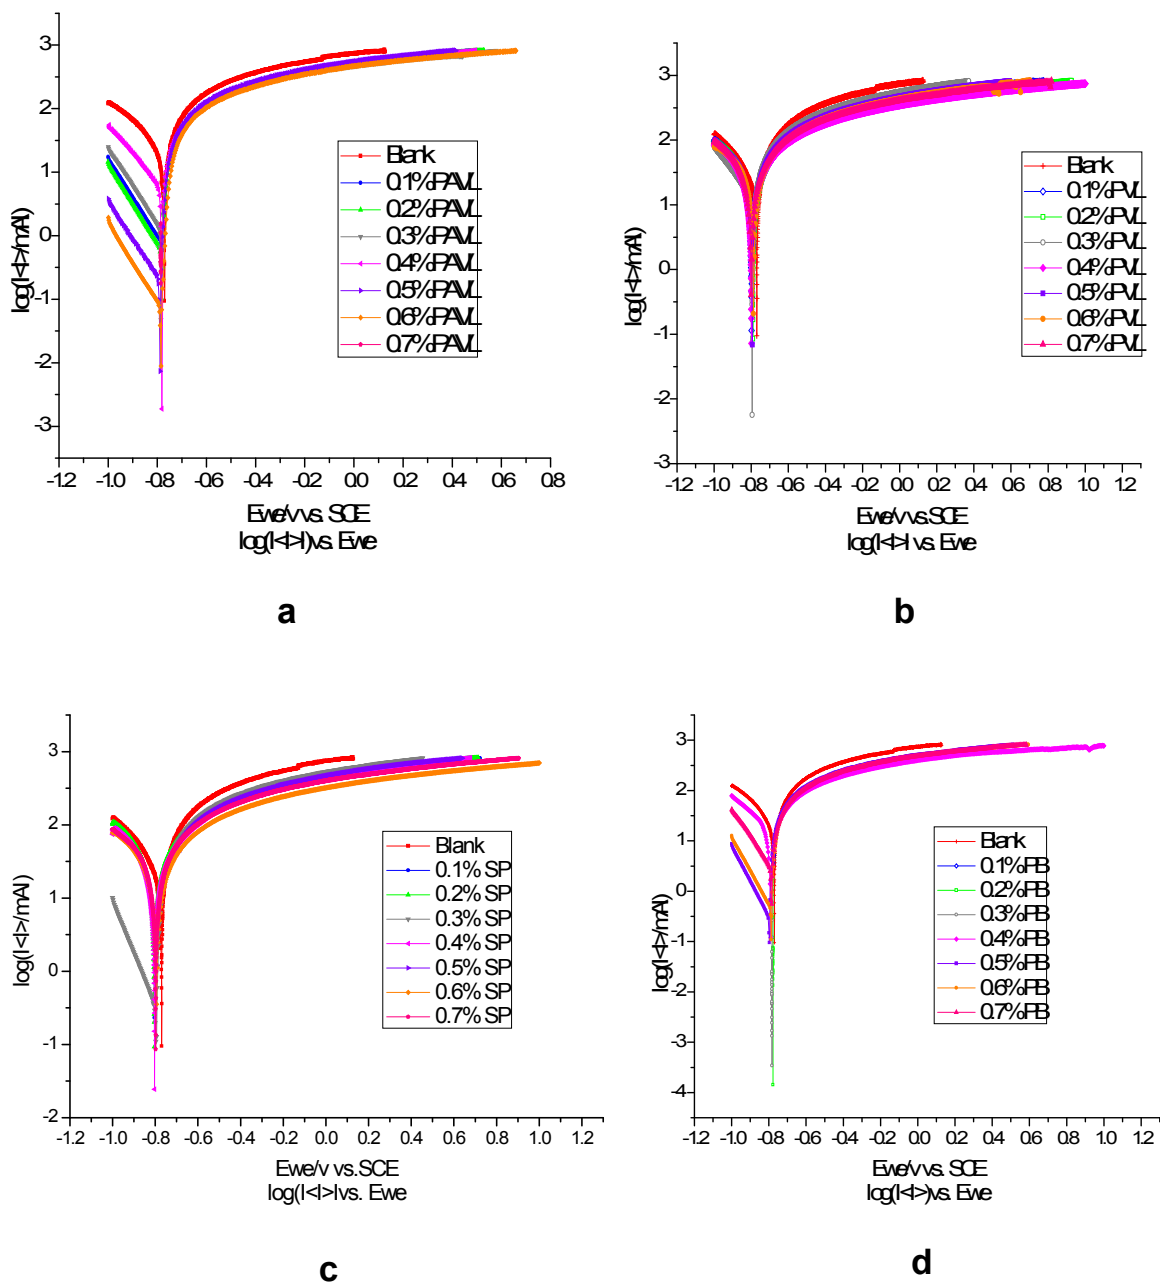 3
2
1
0
-1
-2
-3
log(I<I>/mAI)
Blank
0.1%PAVL
0.2%PAVL
0.3%PAVL
0.4%PAVL
0.5%PAVL
0.6%PAVL
0.7%PAVL
-1.2 -1.0 -0.8 -0.6 -0.4 -0.2 0.0 0.2 0.4 0.6 0.8
Ewe/v vs. SCE
log(I<I>I)vs. Ewe
a
3
2
1
0
-1
-2
-3
log(I<I>/mAI)
Blank
0.1%PVL
0.2%PVL
0.3%PVL
0.4%PVL
0.5%PVL
0.6%PVL
0.7%PVL
-1.2 -1.0 -0.8 -0.6 -0.4 -0.2 0.0 0.2 0.4 0.6 0.8 1.0 1.2
Ewe/v vs.SCE
log(I<I>I vs. Ewe
b
3
2
1
0
-1
-2
log(I<I>/mAI)
Blank
0.1% SP
0.2% SP
0.3% SP
0.4% SP
0.5% SP
0.6% SP
0.7% SP
-1.2 -1.0 -0.8 -0.6 -0.4 -0.2 0.0 0.2 0.4 0.6 0.8 1.0 1.2
Ewe/v vs.SCE
log(I<I>Ivs. Ewe
c
3
2
1
0
-1
-2
-3
-4
log(I<I>/mAI)
Blank
0.1%PB
0.2%PB
0.3%PB
0.4%PB
0.5%PB
0.6%PB
0.7%PB
-1.2 -1.0 -0.8 -0.6 -0.4 -0.2 0.0 0.2 0.4 0.6 0.8 1.0 1.2
Ewe/v vs. SCE
log(I<I>)vs. Ewe
d